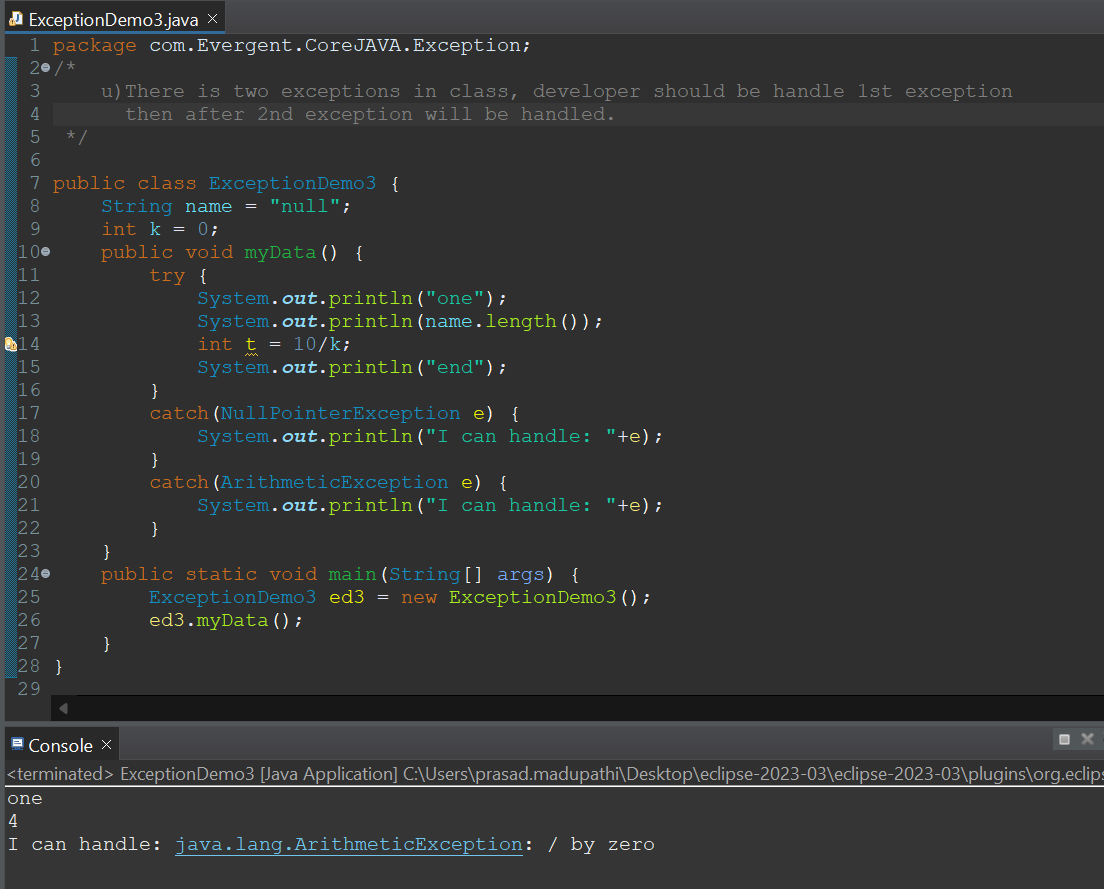 ExceptionDemo3.java
1 package com.Evergent.CoreJAVA.Exception;
2 /*
3 u)There is two exceptions in class, developer should be handle 1st exception
4 then after 2nd exception will be handled.
5 */
6
7 public class ExceptionDemo3 {
8 String name = "null";
9 int k = 0;
10 public void myData() {
11 try {
12 System.out.println("one");
13 System.out.println(name.length());
14 int t = 10/k;
15 System.out.println("end");
16 }
17 catch(NullPointerException e) {
18 System.out.println("I can handle: "+e);
19 }
20 catch(ArithmeticException e) {
21 System.out.println("I can handle: "+e);
22 }
23 }
24 public static void main(String[] args) {
25 ExceptionDemo3 ed3 = new ExceptionDemo3();
26 ed3.myData();
27 }
28 }
29
Console
<terminated> ExceptionDemo3 [Java Application] C:\Users\prasad.madupathi\Desktop\eclipse-2023-03\eclipse-2023-03\plugins\org.eclips
one
4
I can handle: java.lang.ArithmeticException: / by zero